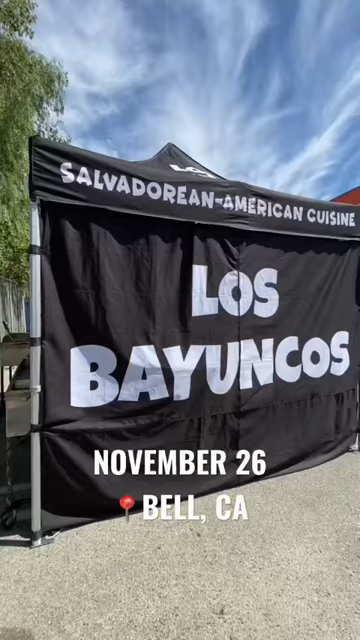 SALVADOREAN-AMERICAN CUISINE
LOS
BAYUNCOS
NOVEMBER 26
📍BELL, CA